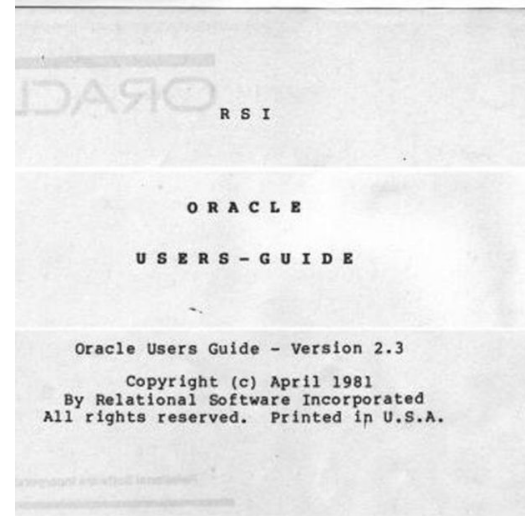 R S I
O R A C L E
U S E R S - G U I D E
Oracle Users Guide - Version 2.3
Copyright (c) April 1981
By Relational Software Incorporated
All rights reserved. Printed in U.S.A.